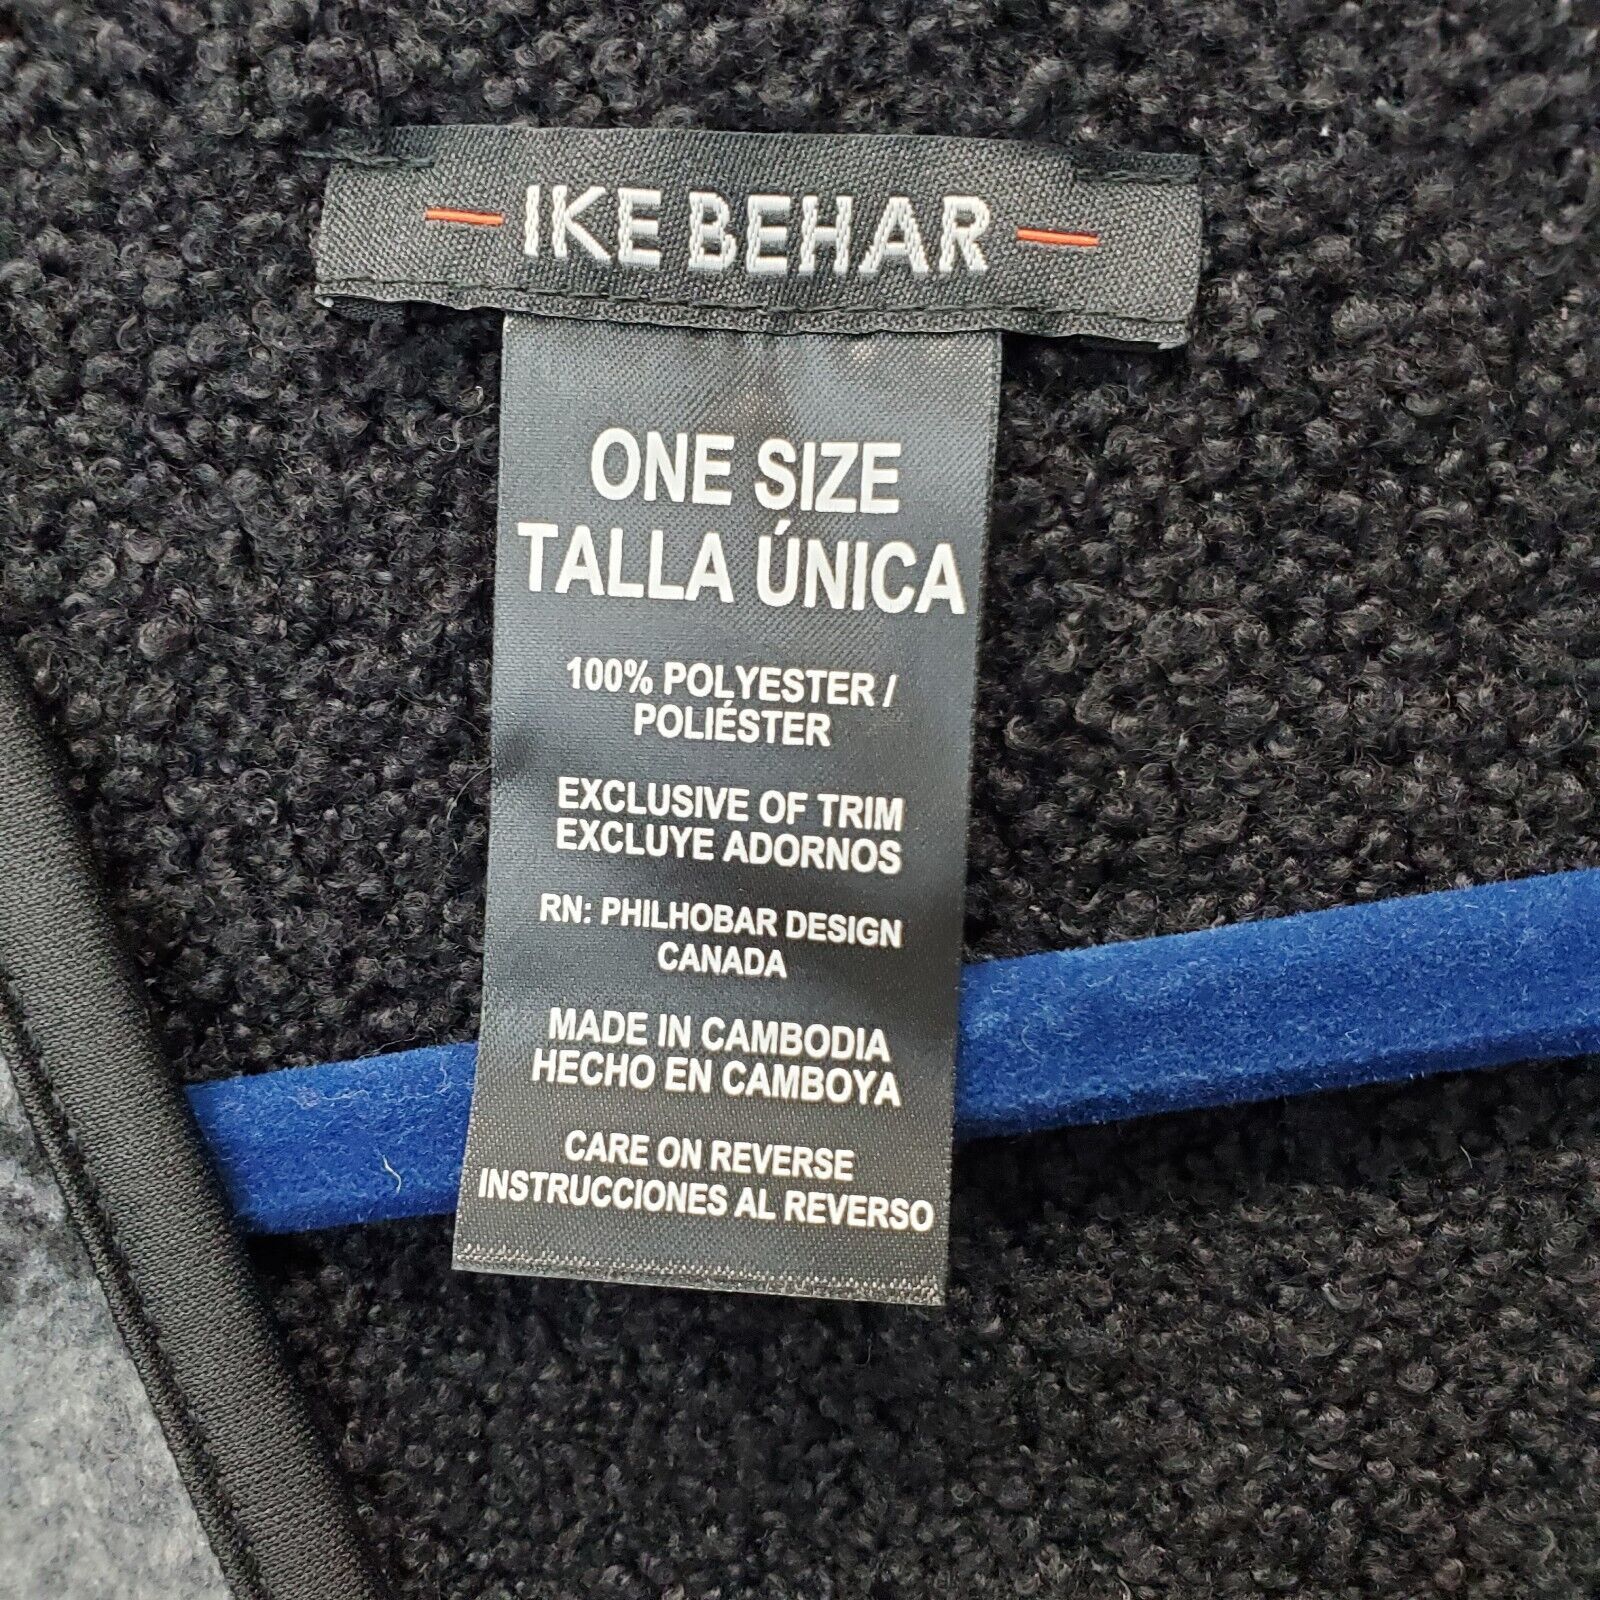 IKE BEHAR
ONE SIZE
TALLA ÚNICA
100% POLYESTER /
POLIÉSTER
EXCLUSIVE OF TRIM
EXCLUYE ADORNOS
RN: PHILHOBAR DESIGN
CANADA
MADE IN CAMBODIA
HECHO EN CAMBOYA
CARE ON REVERSE
INSTRUCCIONES AL REVERSO